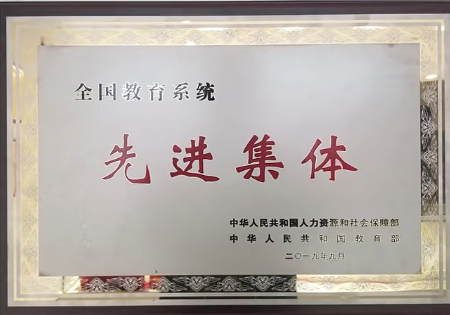 全国教育系统
先进集体
中华人民共和国人力资源和社会保障部
中华人民共和国教育部
二〇一九年九月